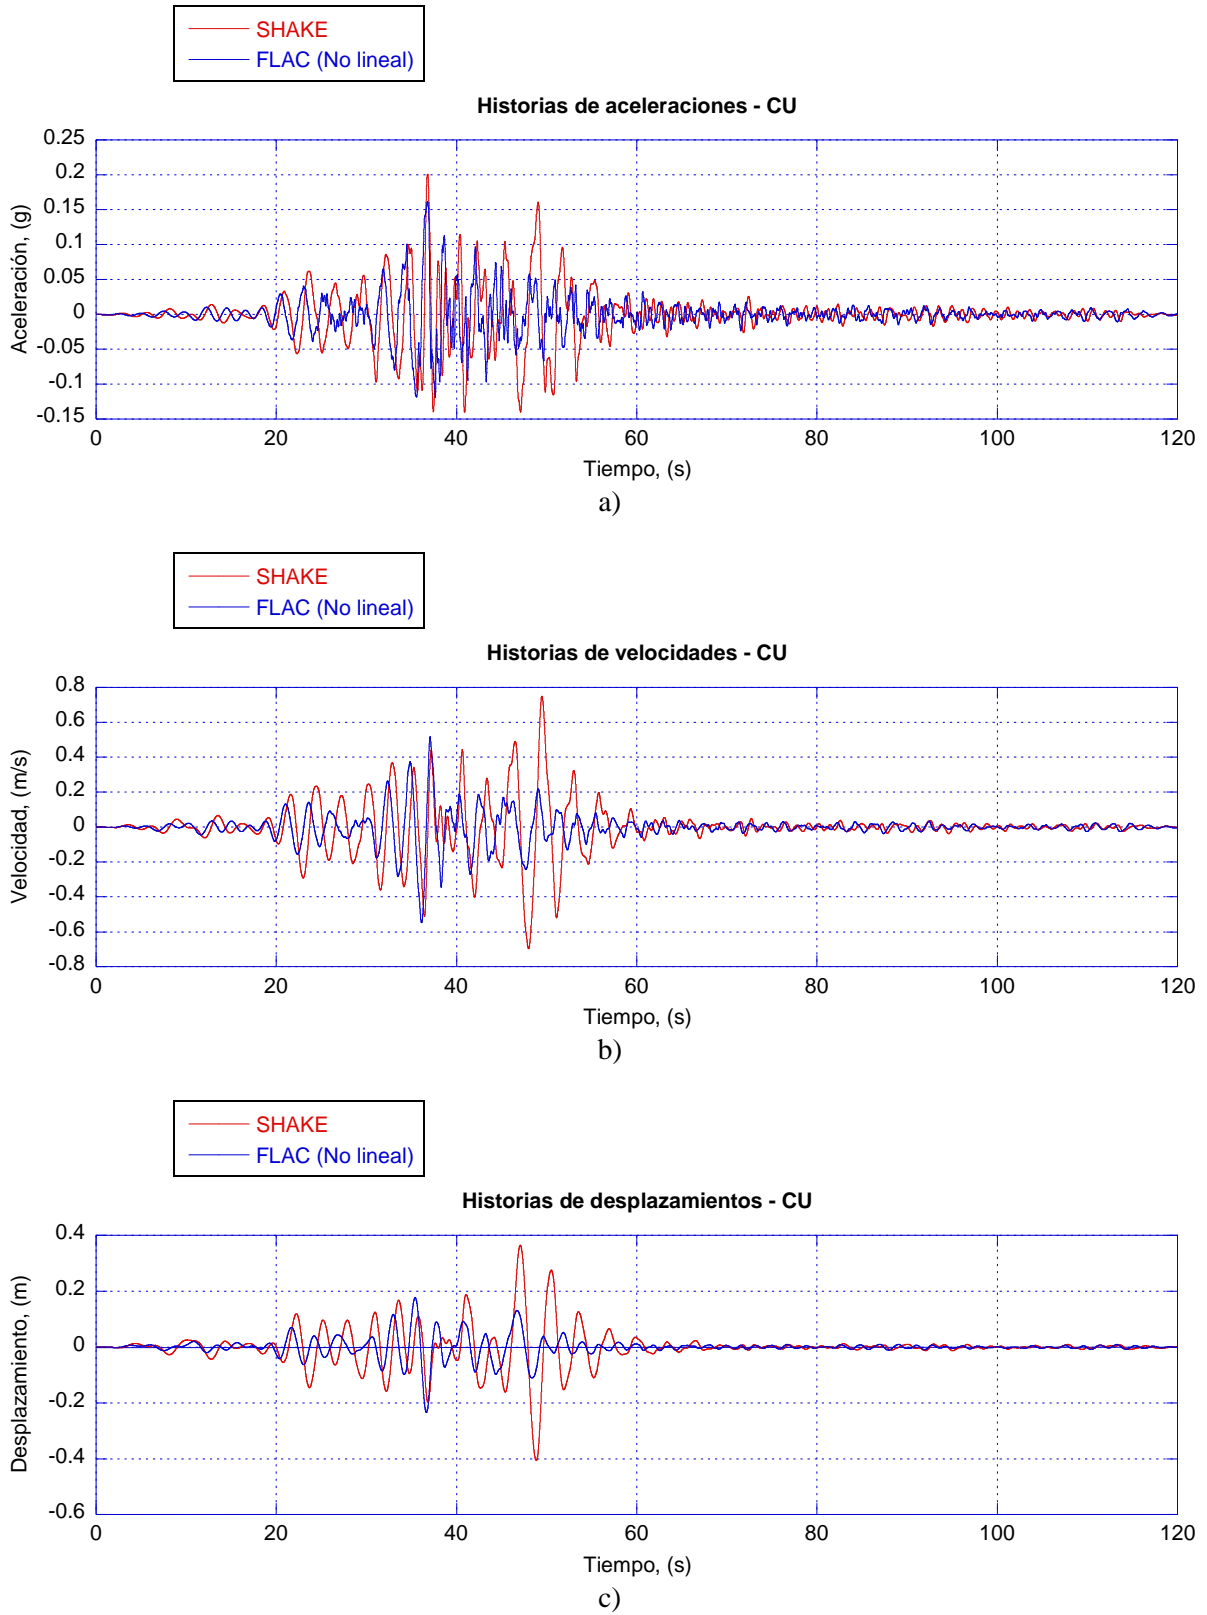 SHAKE
FLAC (No lineal)
Historias de aceleraciones - CU
0.25
0.2
0.15
0.1
0.05
0
-0.05
-0.1
-0.15
Aceleración, (g)
0 20 40 60 80 100 120
Tiempo, (s)
a)
SHAKE
FLAC (No lineal)
Historias de velocidades - CU
0.8
0.6
0.4
0.2
0
-0.2
-0.4
-0.6
-0.8
Velocidad, (m/s)
0 20 40 60 80 100 120
Tiempo, (s)
b)
SHAKE
FLAC (No lineal)
Historias de desplazamientos - CU
0.4
0.2
0
-0.2
-0.4
-0.6
Desplazamiento, (m)
0 20 40 60 80 100 120
Tiempo, (s)
c)